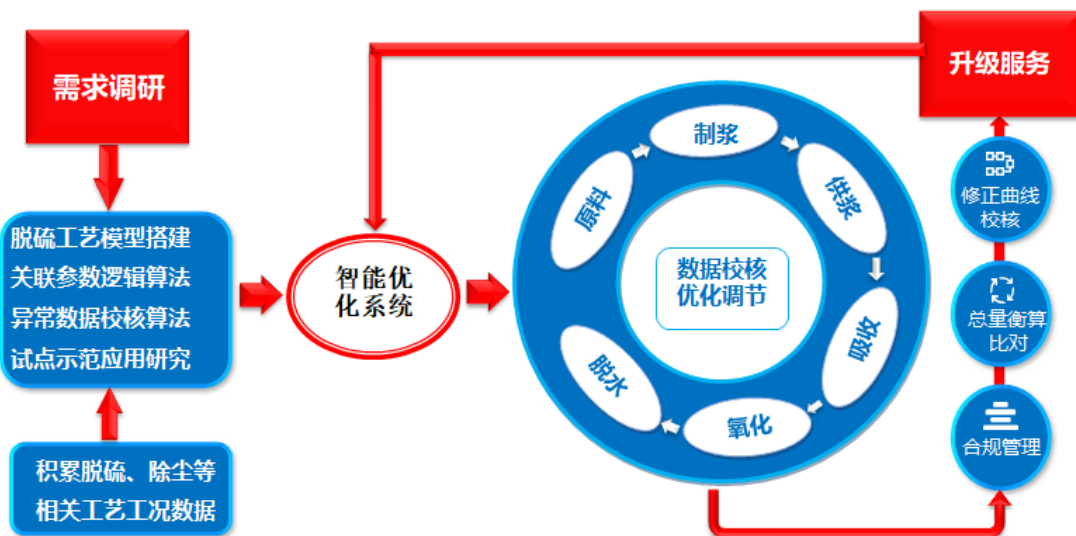 需求调研
脱硫工艺模型搭建
关联参数逻辑算法
异常数据校核算法
试点示范应用研究
积累脱硫、除尘等
相关工艺工况数据
智能优
化系统
原料
制浆
供浆
吸收
氧化
脱水
数据校核
优化调节
升级服务
修正曲线
校核
总量衡算
比对
合规管理